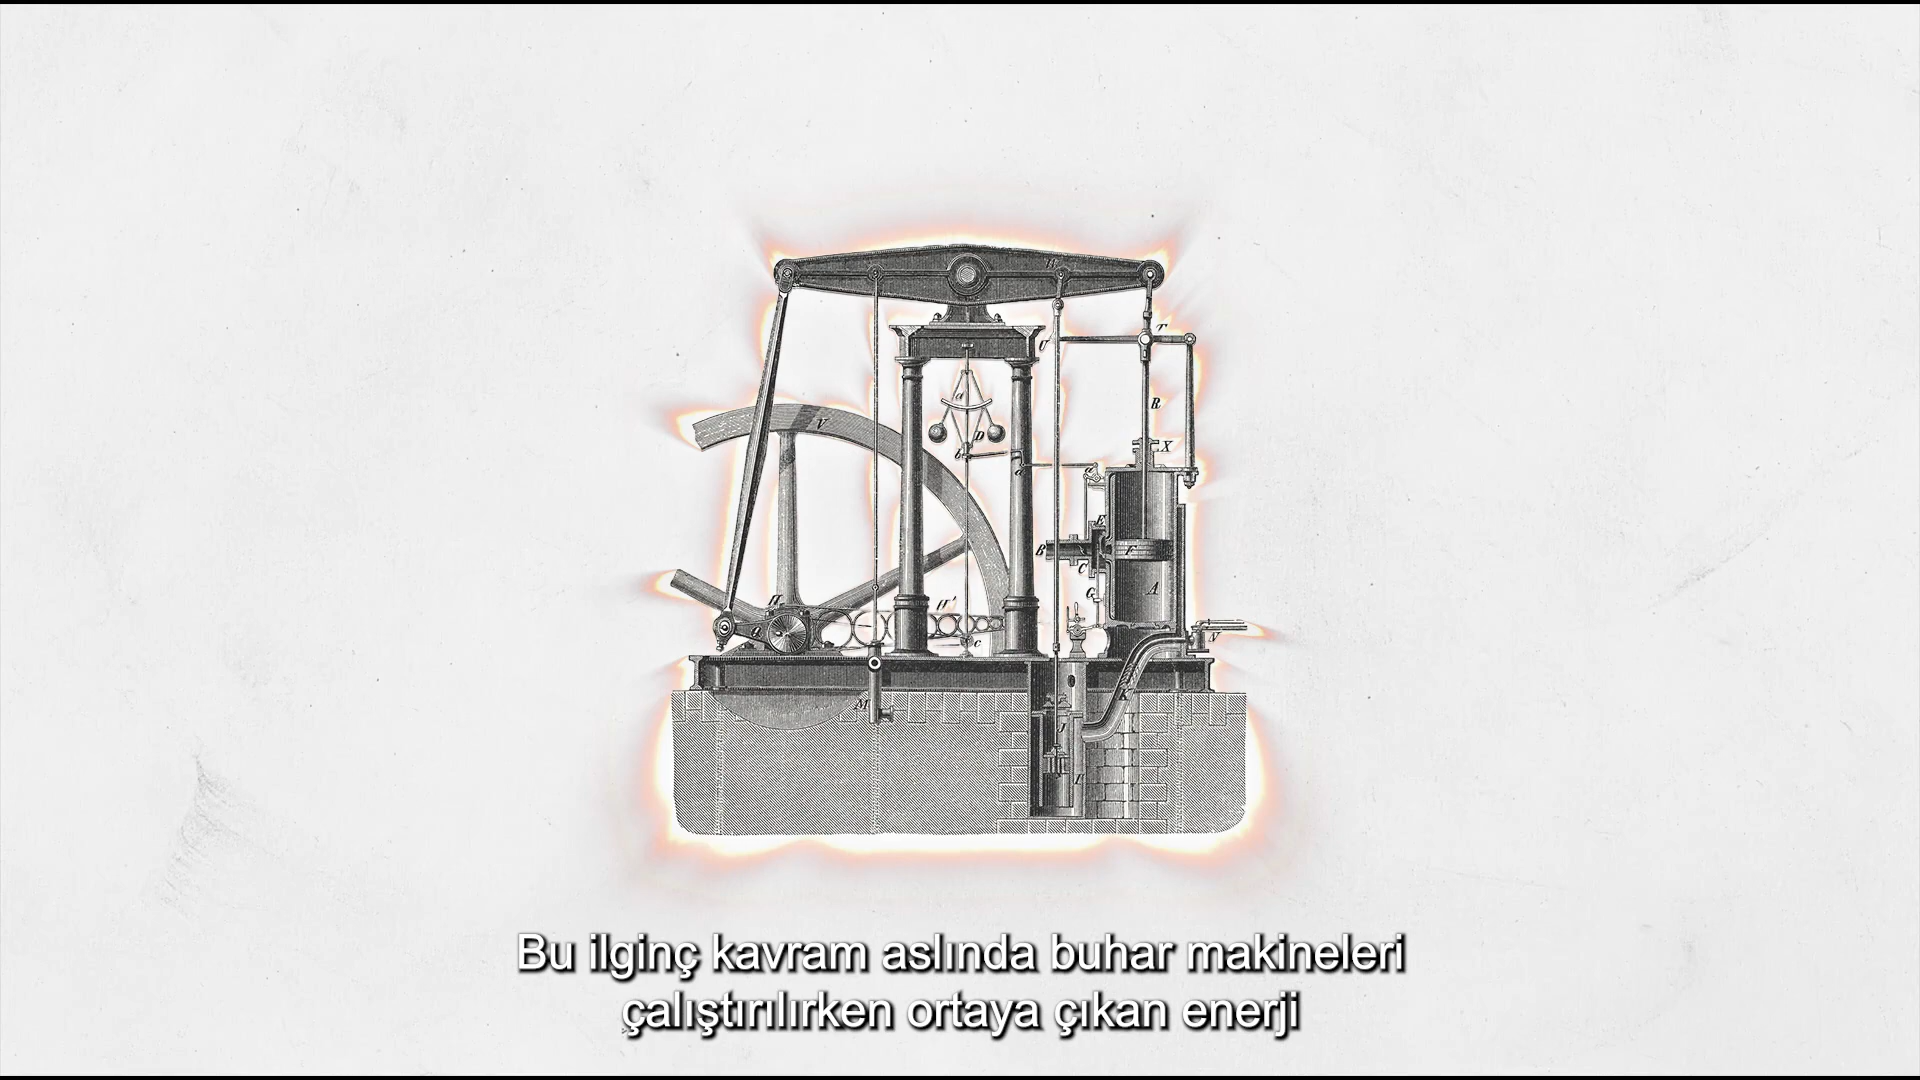 B
U
r
R
X
a
D
b
a
d
V
E
B
C
f
A
G
H
H'
O
c
N
M
K
J
Bu ilginç kavram aslında buhar makineleri
çalıştırılırken ortaya çıkan enerji